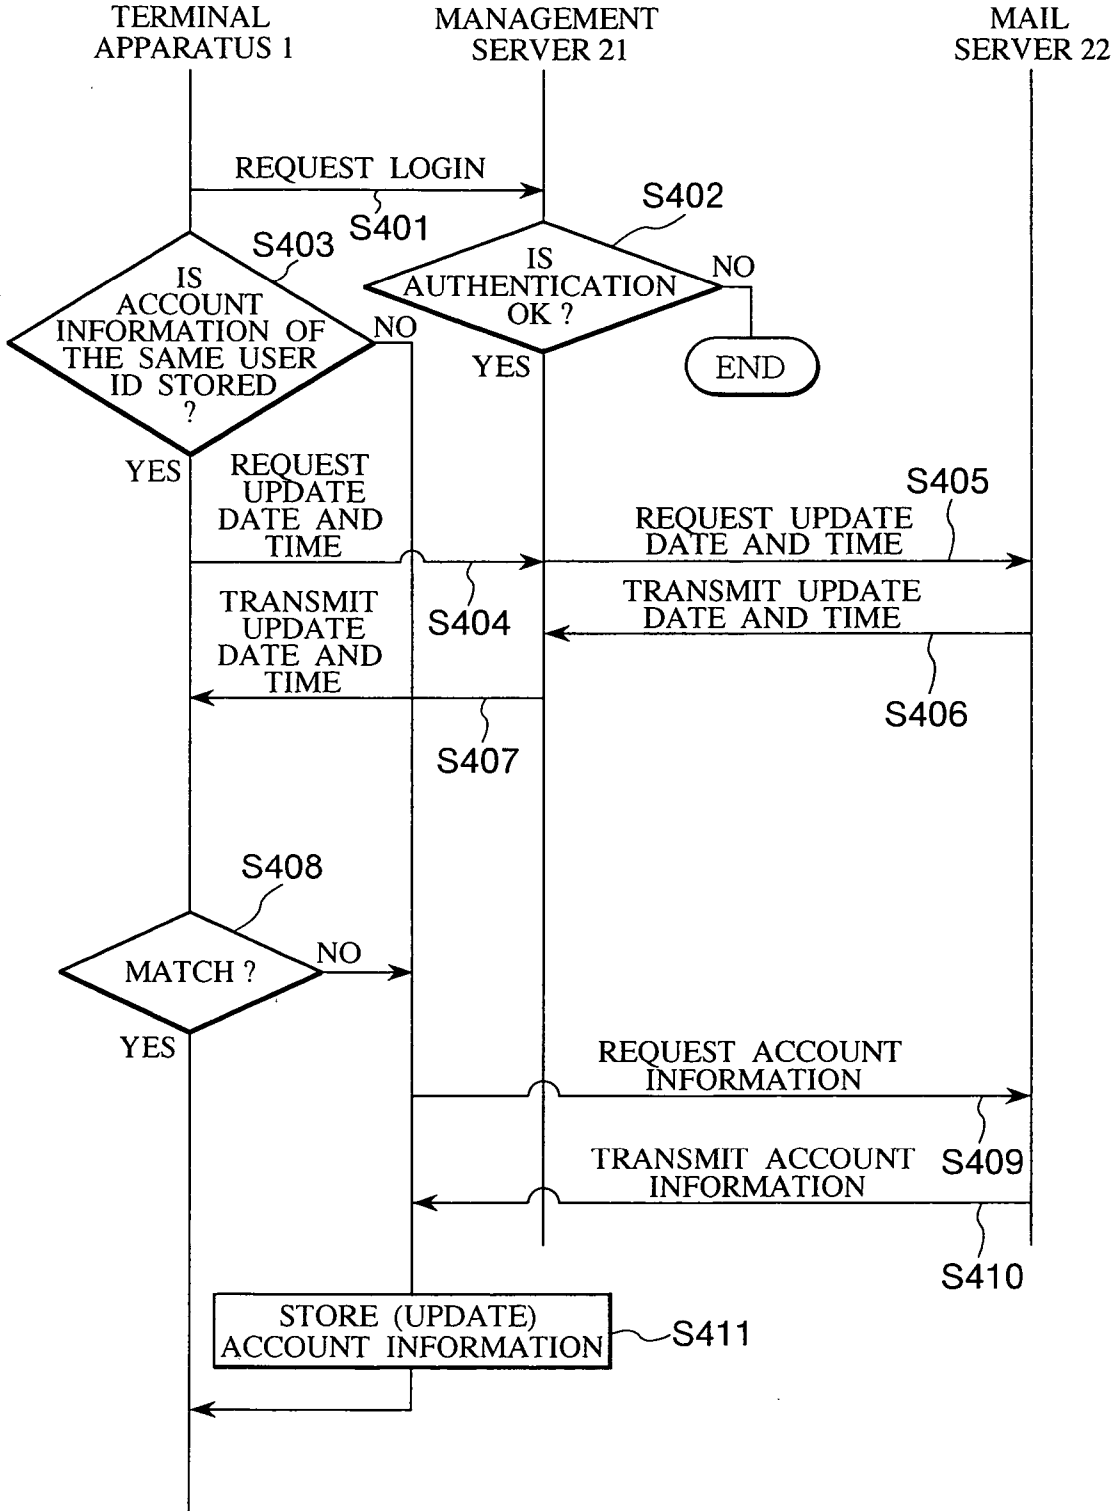 TERMINAL
APPARATUS 1
MANAGEMENT
SERVER 21
MAIL
SERVER 22
REQUEST LOGIN
S401
S402
S403
IS
AUTHENTICATION
OK ?
NO
YES
END
IS
ACCOUNT
INFORMATION OF
THE SAME USER
ID STORED
?
NO
YES
REQUEST
UPDATE
DATE AND
TIME
S404
REQUEST UPDATE
DATE AND TIME
S405
TRANSMIT UPDATE
DATE AND TIME
S406
TRANSMIT
UPDATE
DATE AND
TIME
S407
S408
MATCH ?
NO
YES
REQUEST ACCOUNT
INFORMATION
S409
TRANSMIT ACCOUNT
INFORMATION
S410
STORE (UPDATE)
ACCOUNT INFORMATION
S411